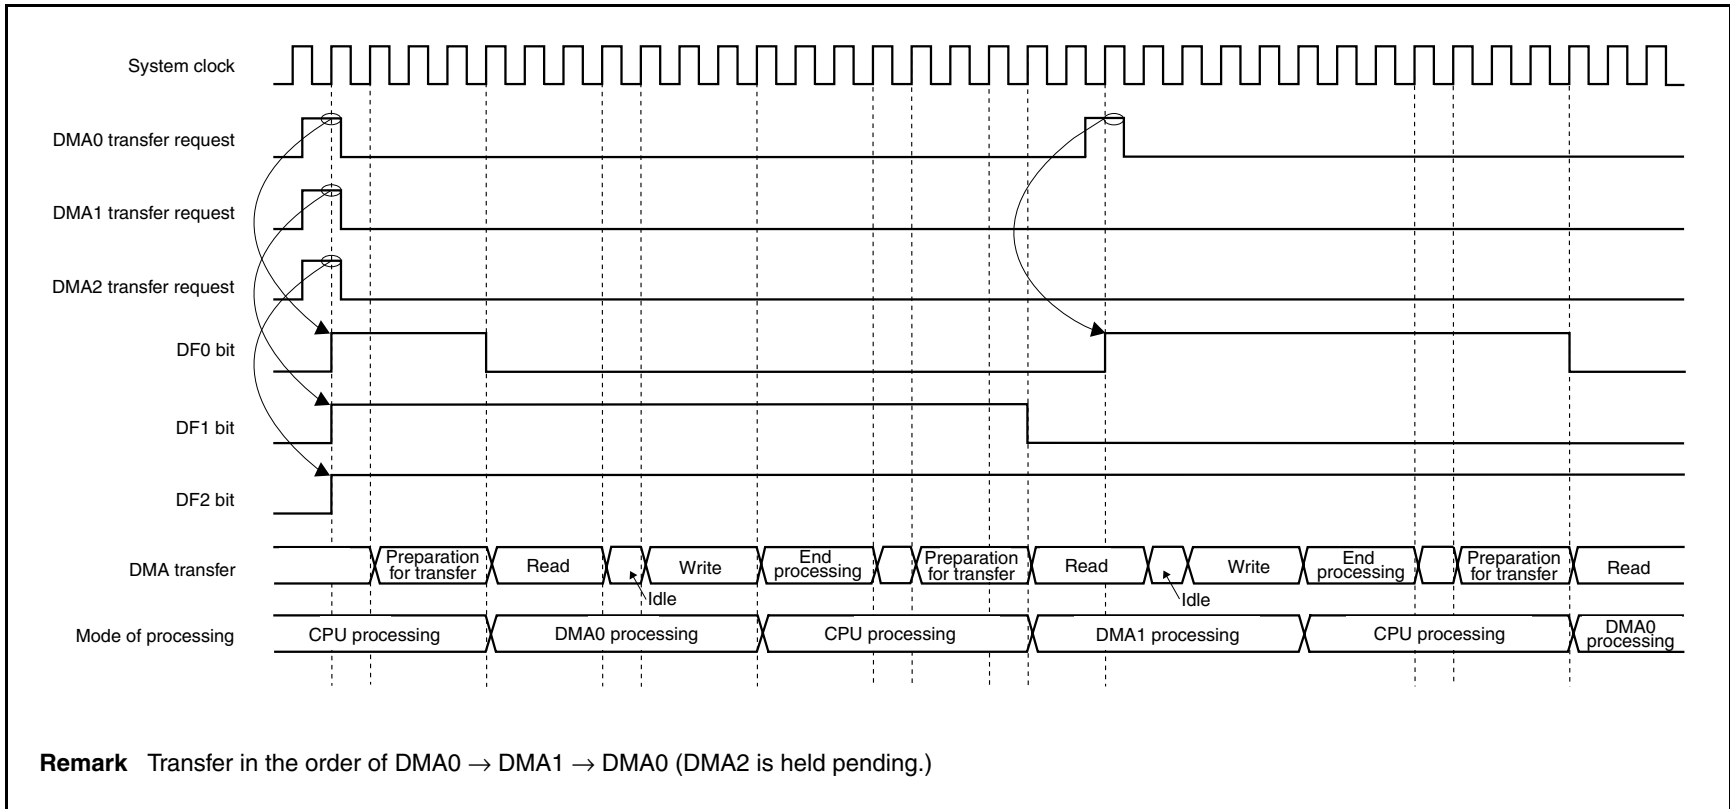 System clock
DMA0 transfer request
DMA1 transfer request
DMA2 transfer request
DF0 bit
DF1 bit
DF2 bit
DMA transfer
Preparation
for transfer
Read
Idle
Write
End
processing
Preparation
for transfer
Read
Idle
Write
End
processing
Preparation
for transfer
Read
Mode of processing
CPU processing
DMA0 processing
CPU processing
DMA1 processing
CPU processing
DMA0
processing
Remark Transfer in the order of DMA0 → DMA1 → DMA0 (DMA2 is held pending.)